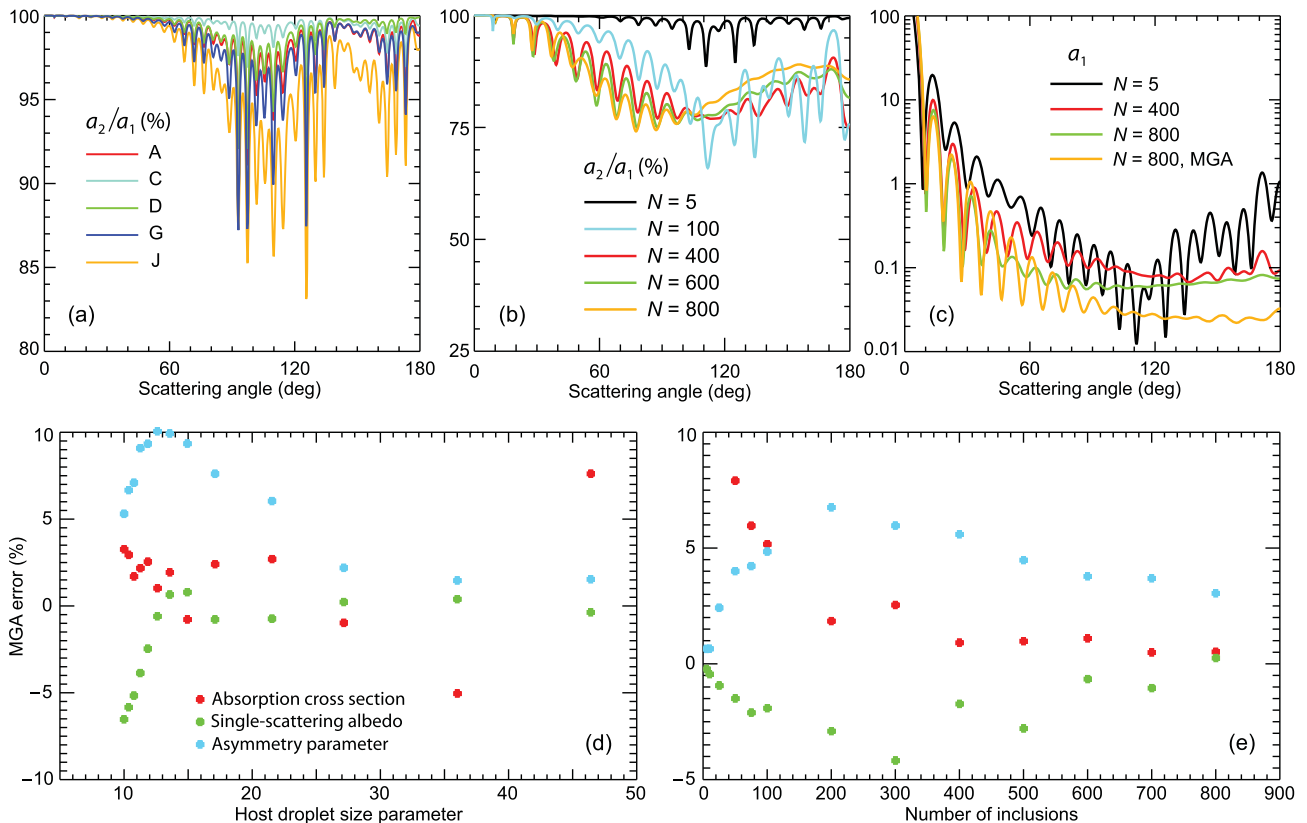 100
95
90
85
80
a₂/a₁ (%)
A
C
D
G
J
(a)
0
60
120
180
Scattering angle (deg)
100
75
50
25
a₂/a₁ (%)
N = 5
N = 100
N = 400
N = 600
N = 800
(b)
0
60
120
180
Scattering angle (deg)
100
10
1
0.1
0.01
a₁
N = 5
N = 400
N = 800
N = 800, MGA
(c)
0
60
120
180
Scattering angle (deg)
MGA error (%)
10
5
0
−5
−10
Absorption cross section
Single-scattering albedo
Asymmetry parameter
(d)
10
20
30
40
50
Host droplet size parameter
10
5
0
−5
(e)
0
100
200
300
400
500
600
700
800
900
Number of inclusions